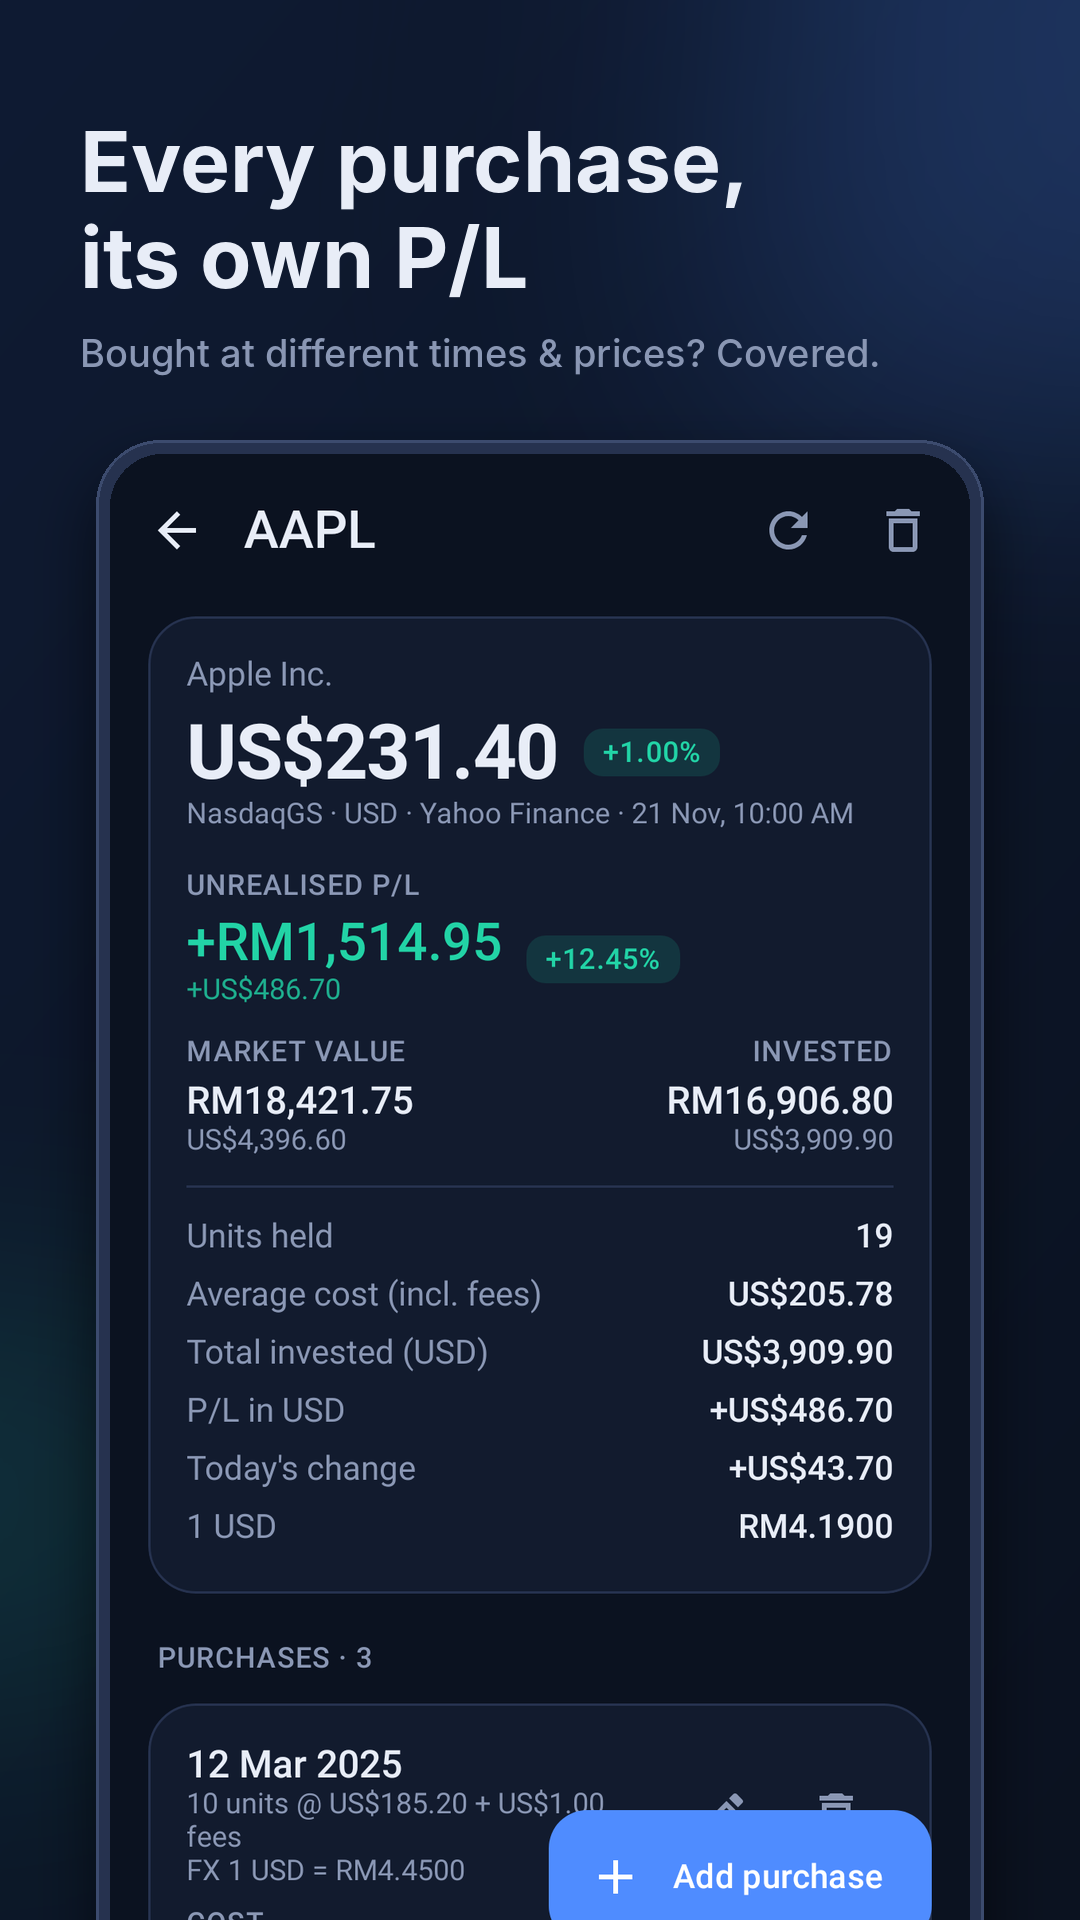 Every purchase,
its own P/L
Bought at different times & prices? Covered.
AAPL
Apple Inc.
US$231.40 +1.00%
NasdaqGS · USD · Yahoo Finance · 21 Nov, 10:00 AM
UNREALISED P/L
+RM1,514.95 +12.45%
+US$486.70
MARKET VALUE INVESTED
RM18,421.75 RM16,906.80
US$4,396.60 US$3,909.90
Units held 19
Average cost (incl. fees) US$205.78
Total invested (USD) US$3,909.90
P/L in USD +US$486.70
Today's change +US$43.70
1 USD RM4.1900
PURCHASES · 3
12 Mar 2025
10 units @ US$185.20 + US$1.00
fees
FX 1 USD = RM4.4500
Add purchase
COST